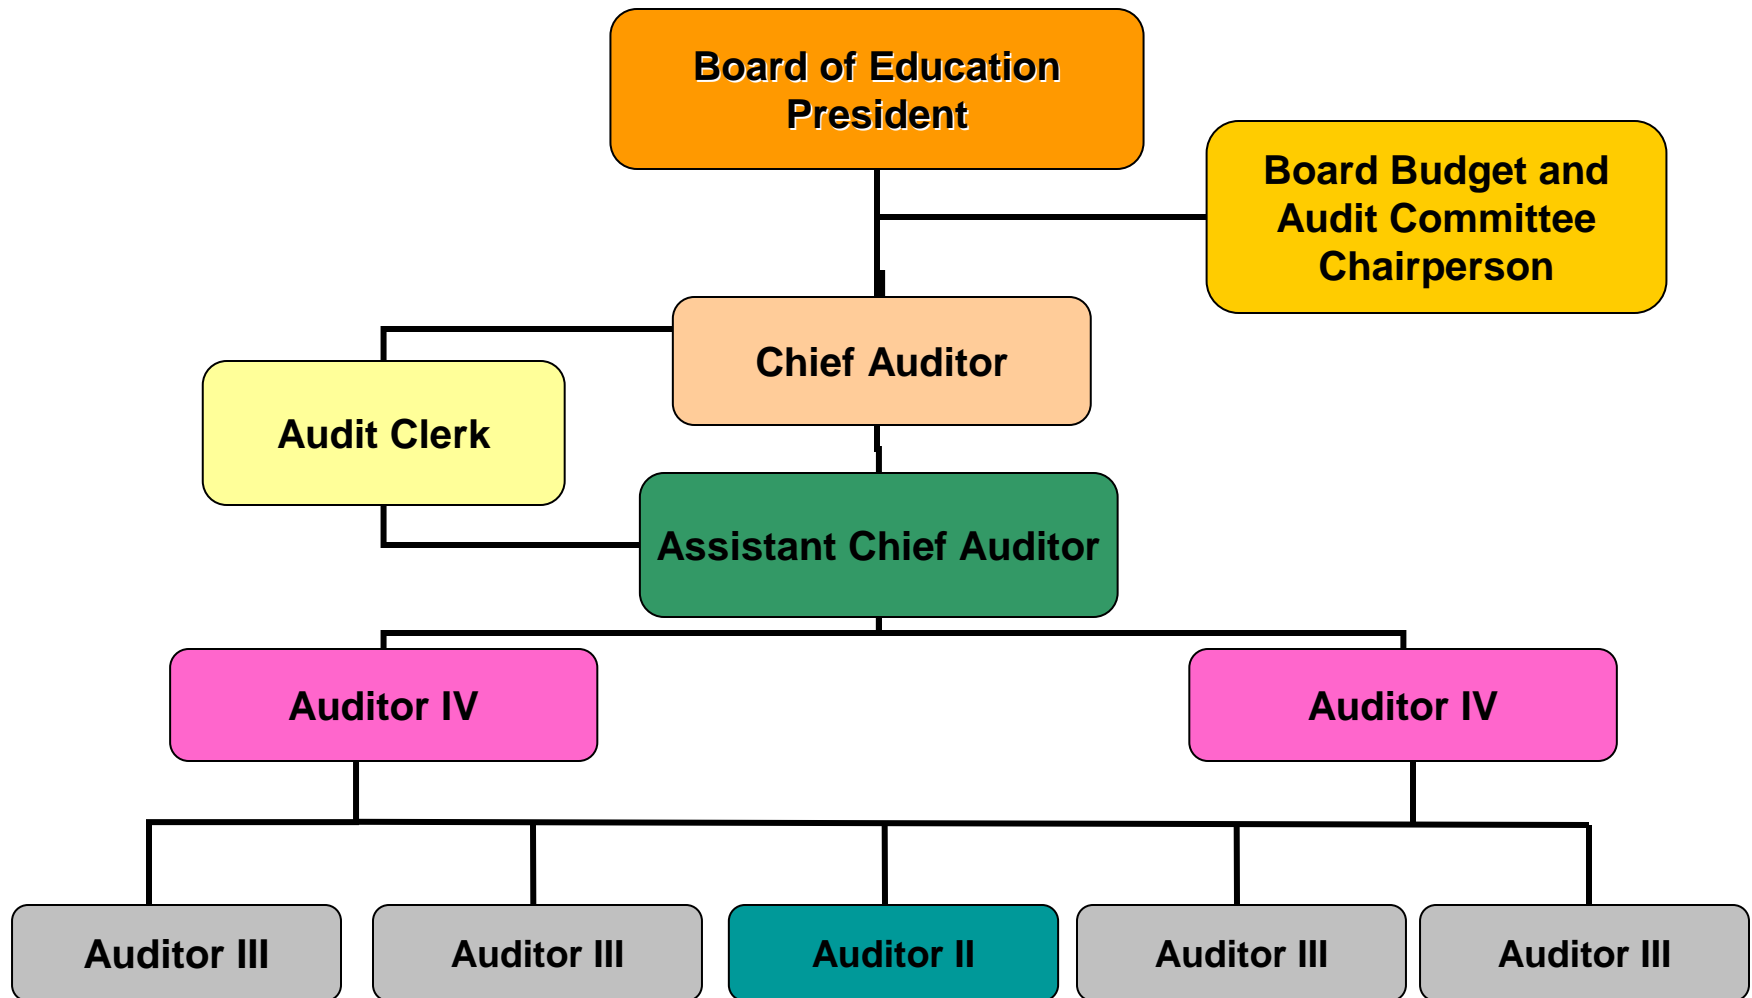 Board of Education
President
Board Budget and
Audit Committee
Chairperson
Chief Auditor
Audit Clerk
Assistant Chief Auditor
Auditor IV
Auditor IV
Auditor III
Auditor III
Auditor II
Auditor III
Auditor III